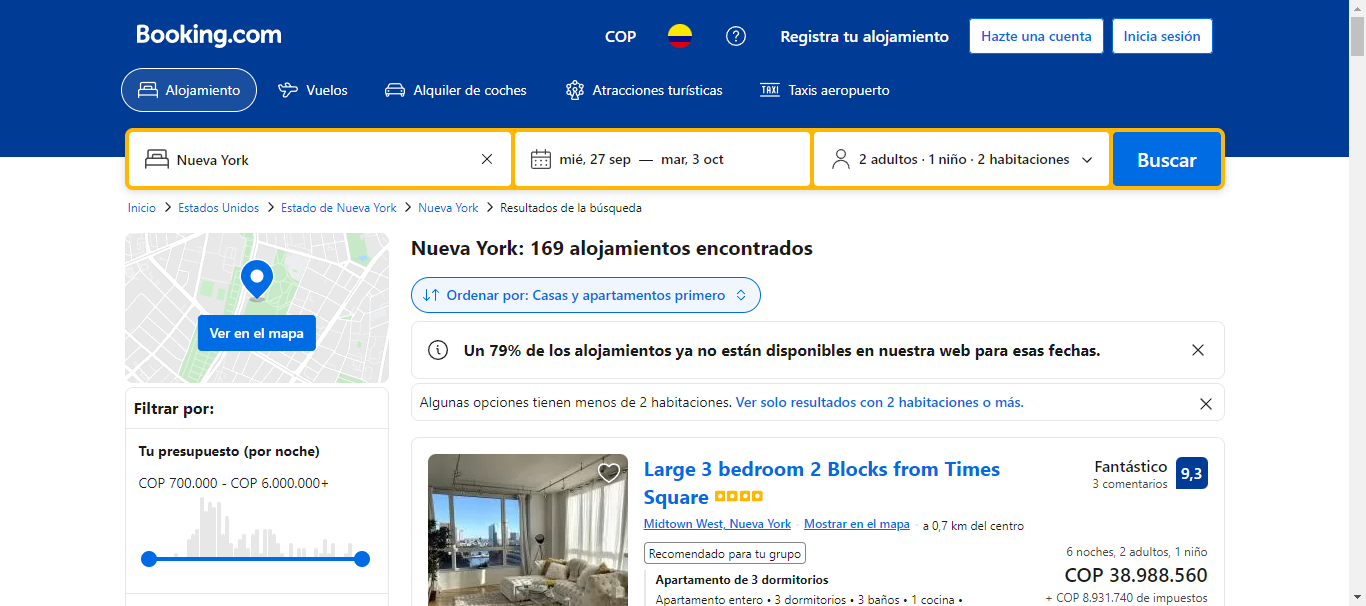 Booking.com
COP
Registra tu alojamiento
Hazte una cuenta
Inicia sesión
Alojamiento
Vuelos
Alquiler de coches
Atracciones turísticas
TAXI Taxis aeropuerto
Nueva York
mié, 27 sep — mar, 3 oct
2 adultos · 1 niño · 2 habitaciones
Buscar
Inicio > Estados Unidos > Estado de Nueva York > Nueva York > Resultados de la búsqueda
Ver en el mapa
Filtrar por:
Tu presupuesto (por noche)
COP 700.000 - COP 6.000.000+
Nueva York: 169 alojamientos encontrados
Ordenar por: Casas y apartamentos primero
Un 79% de los alojamientos ya no están disponibles en nuestra web para esas fechas.
Algunas opciones tienen menos de 2 habitaciones. Ver solo resultados con 2 habitaciones o más.
Large 3 bedroom 2 Blocks from Times
Square
Midtown West, Nueva York · Mostrar en el mapa · a 0,7 km del centro
Recomendado para tu grupo
Apartamento de 3 dormitorios
Apartamento entero • 3 dormitorios • 3 baños • 1 cocina •
Fantástico
3 comentarios
9,3
6 noches, 2 adultos, 1 niño
COP 38.988.560
+ COP 8.931.740 de impuestos